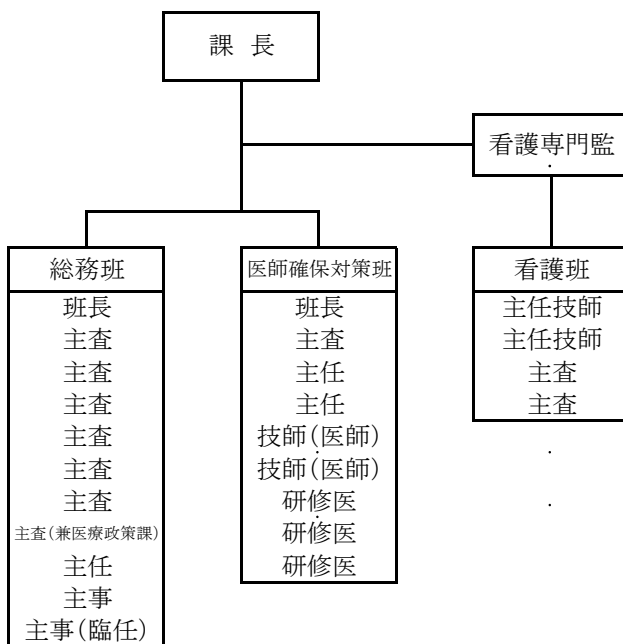 課 長
看護専門監
総務班
班長
主査
主査
主査
主査
主査
主査
主査(兼医療政策課)
主任
主事
主事(臨任)
医師確保対策班
班長
主査
主任
主任
技師(医師)
技師(医師)
研修医
研修医
研修医
看護班
主任技師
主任技師
主査
主査